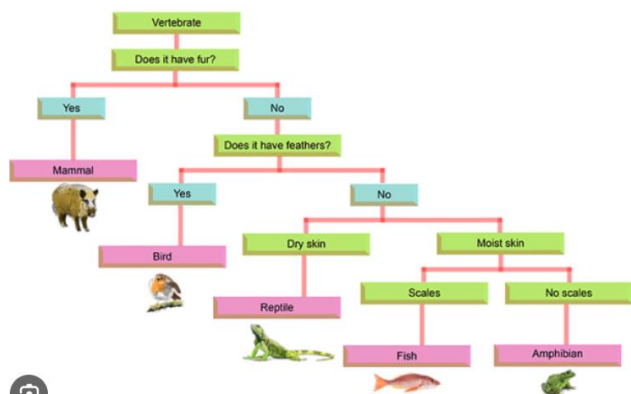 Vertebrate
Does it have fur?
Yes
No
Does it have feathers?
Mammal
Yes
No
Dry skin
Moist skin
Bird
Scales
No scales
Reptile
Fish
Amphibian